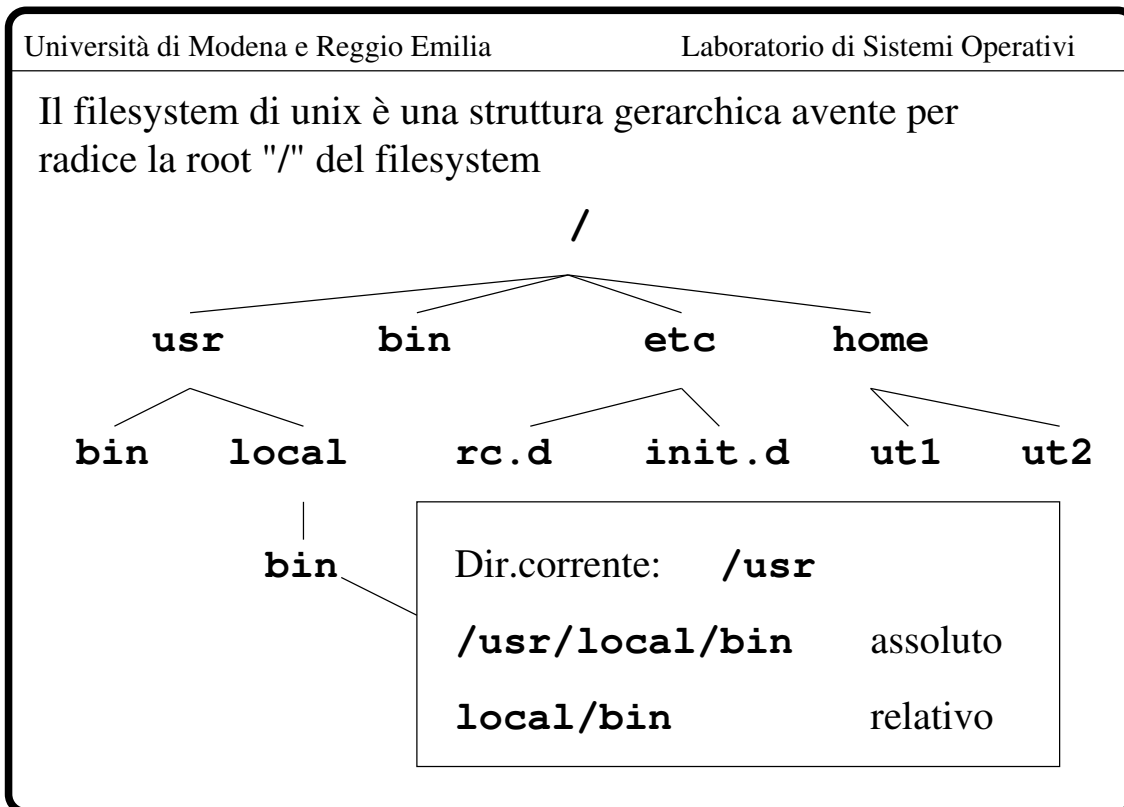 Università di Modena e Reggio Emilia Laboratorio di Sistemi Operativi
Il filesystem di unix è una struttura gerarchica avente per
radice la root "/" del filesystem
/
usr bin etc home
bin local rc.d init.d ut1 ut2
bin
Dir.corrente: /usr
/usr/local/bin assoluto
local/bin relativo